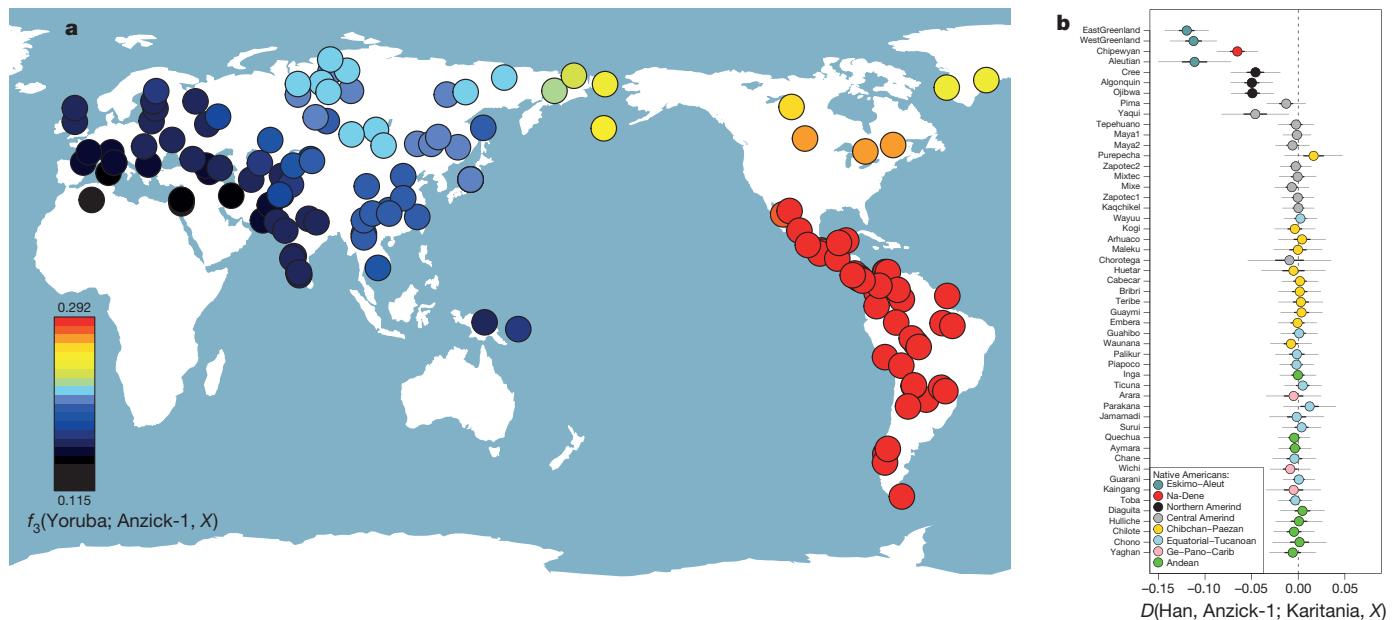 a
0.292
0.115
f3(Yoruba; Anzick-1, X)
b
EastGreenland
WestGreenland
Chipewyan
Aleutian
Cree
Algonquin
Ojibwa
Pima
Yaqui
Tepehuano
Maya1
Maya2
Purepecha
Zapotec2
Mixtec
Mixe
Zapotec1
Kaqchikel
Wayuu
Kogi
Arhuaco
Maleku
Chorotega
Huetar
Cabecar
Bribri
Teribe
Guaymi
Embera
Guahibo
Waunana
Palikur
Piapoco
Inga
Ticuna
Arara
Parakana
Jamamadi
Surui
Quechua
Aymara
Chane
Wichi
Guarani
Kaingang
Toba
Diaguita
Hulliche
Chilote
Chono
Yaghan
Native Americans:
Eskimo–Aleut
Na-Dene
Northern Amerind
Central Amerind
Chibchan–Paezan
Equatorial–Tucanoan
Ge-Pano-Carib
Andean
−0.15 −0.10 −0.05 0.00 0.05
D(Han, Anzick-1; Karitania, X)